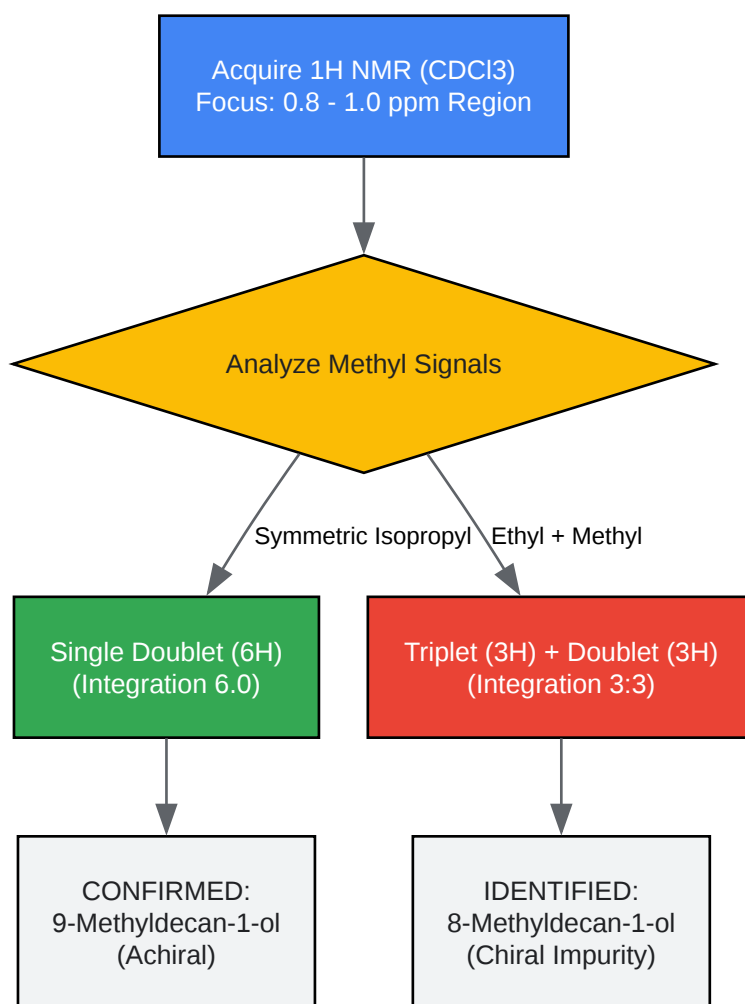 Acquire 1H NMR (CDCl3)
Focus: 0.8 - 1.0 ppm Region
Analyze Methyl Signals
Symmetric Isopropyl
Ethyl + Methyl
Single Doublet (6H)
(Integration 6.0)
Triplet (3H) + Doublet (3H)
(Integration 3:3)
CONFIRMED:
9-Methyldecan-1-ol
(Achiral)
IDENTIFIED:
8-Methyldecan-1-ol
(Chiral Impurity)